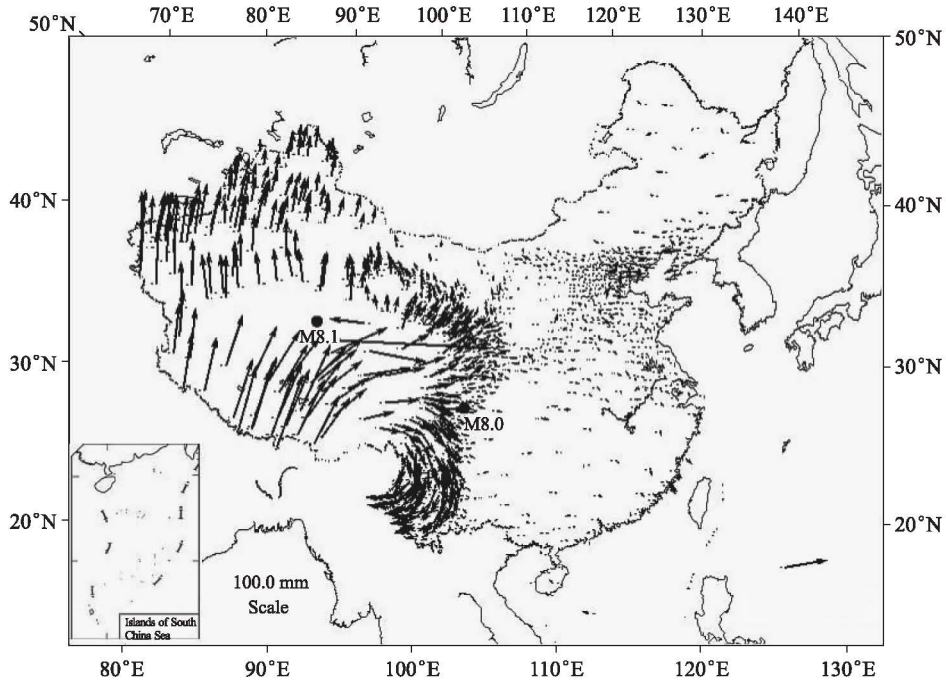 70°E 80°E 90°E 100°E 110°E 120°E 130°E 140°E
50°N 50°N
40°N 40°N
M8.1
30°N 30°N
M8.0
20°N 20°N
100.0 mm
Scale
Islands of South
China Sea
80°E 90°E 100°E 110°E 120°E 130°E